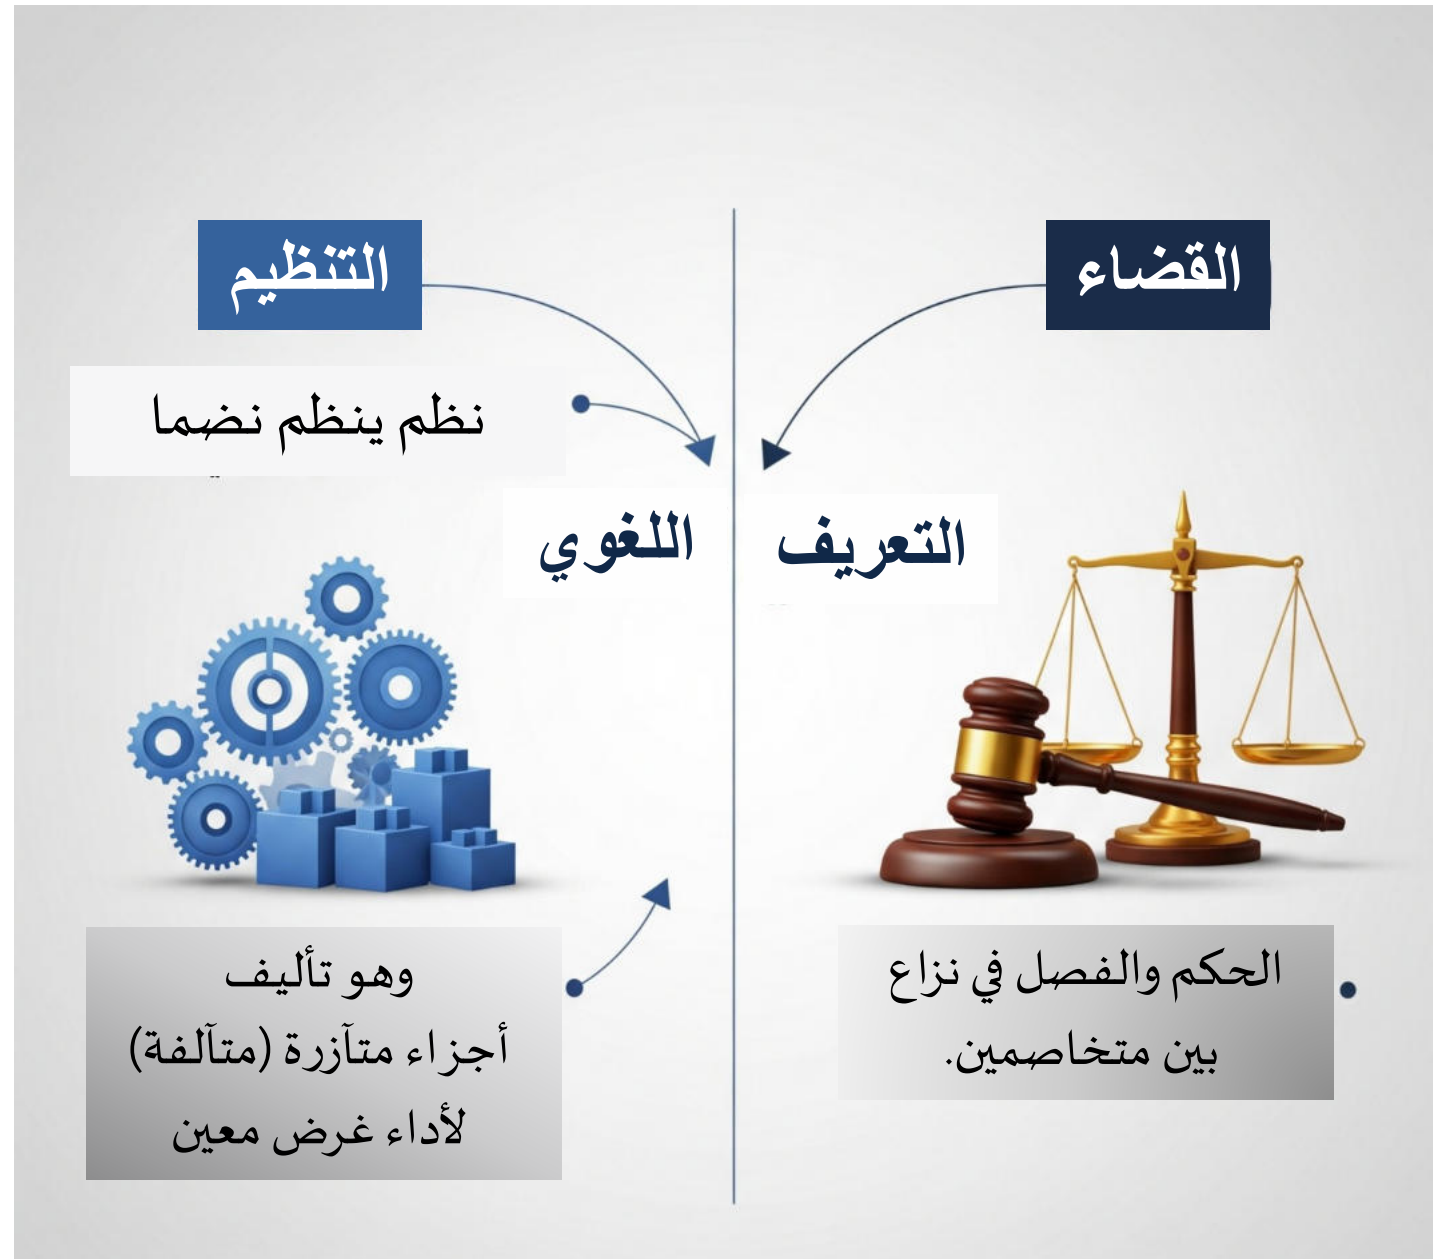 القضاء
التنظيم
نظم ينظم نضما
التعريف
اللغوي
الحكم والفصل في نزاع
بين متخاصمين.
وهو تأليف
أجزاء متآزرة (متآلفة)
لأداء غرض معين